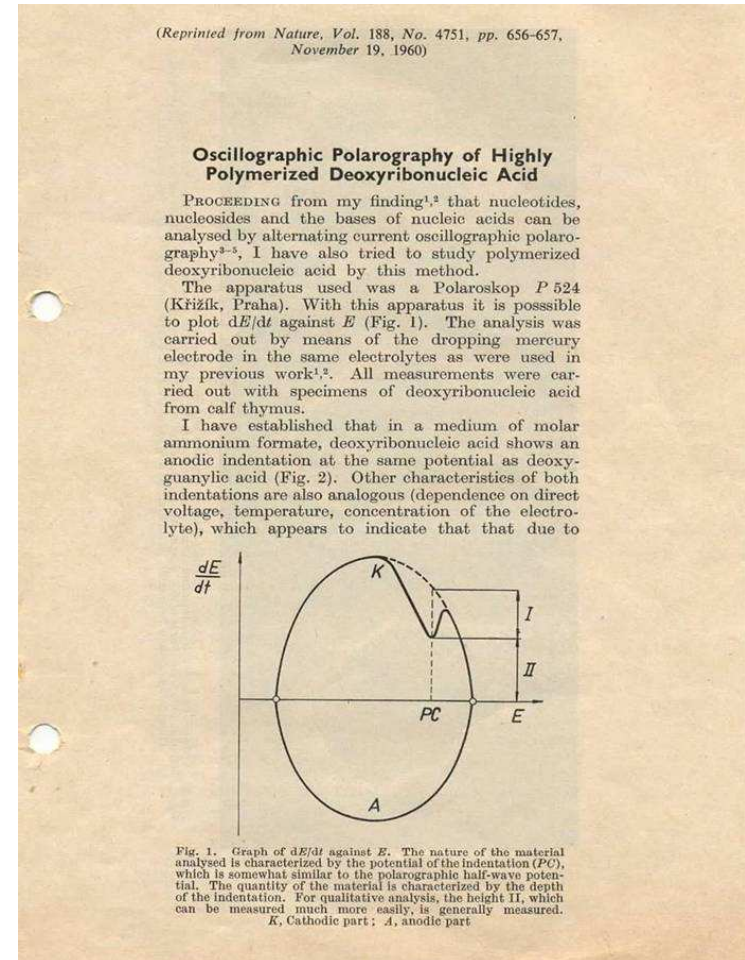 (Reprinted from Nature, Vol. 188, No. 4751, pp. 656–657,
November 19, 1960)
Oscillographic Polarography of Highly
Polymerized Deoxyribonucleic Acid
PROCEEDING from my finding¹,² that nucleotides,
nucleosides and the bases of nucleic acids can be
analysed by alternating current oscillographic polaro-
graphy³⁻⁵, I have also tried to study polymerized
deoxyribonucleic acid by this method.
The apparatus used was a Polaroskop P 524
(Křižík, Praha). With this apparatus it is posssible
to plot dE/dt against E (Fig. 1). The analysis was
carried out by means of the dropping mercury
electrode in the same electrolytes as were used in
my previous work¹,². All measurements were car-
ried out with specimens of deoxyribonucleic acid
from calf thymus.
I have established that in a medium of molar
ammonium formate, deoxyribonucleic acid shows an
anodic indentation at the same potential as deoxy-
guanylic acid (Fig. 2). Other characteristics of both
indentations are also analogous (dependence on direct
voltage, temperature, concentration of the electro-
lyte), which appears to indicate that that due to
dE
dt
K
I
II
PC
E
A
Fig. 1. Graph of dE/dt against E. The nature of the material
analysed is characterized by the potential of the indentation (PC),
which is somewhat similar to the polarographic half-wave poten-
tial. The quantity of the material is characterized by the depth
of the indentation. For qualitative analysis, the height II, which
can be measured much more easily, is generally measured.
K, Cathodic part ; A, anodic part